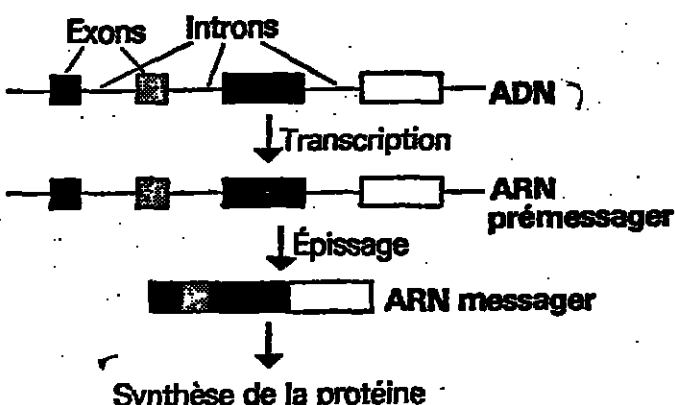 Exons Introns
ADN
Transcription
ARN
prémessager
Épissage
ARN messager
Synthèse de la protéine